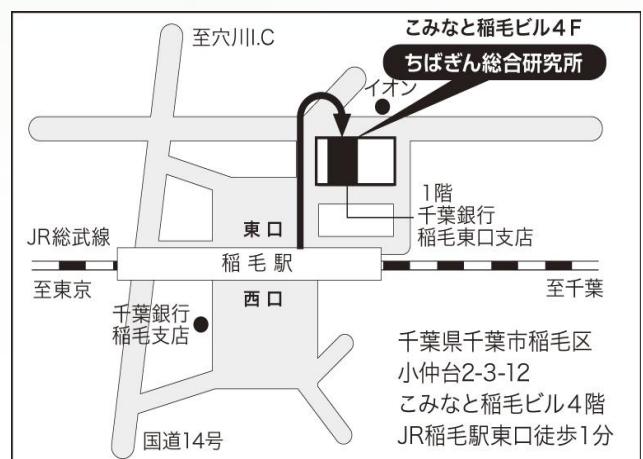 こみなと稲毛ビル4F
ちばぎん総合研究所
至穴川I.C
イオン
1階
千葉銀行
稲毛東口支店
東口
JR総武線
稲毛駅
至東京
西口
至千葉
千葉銀行
稲毛支店
国道14号
千葉県千葉市稲毛区
小仲台2-3-12
こみなと稲毛ビル4階
JR稲毛駅東口徒歩1分